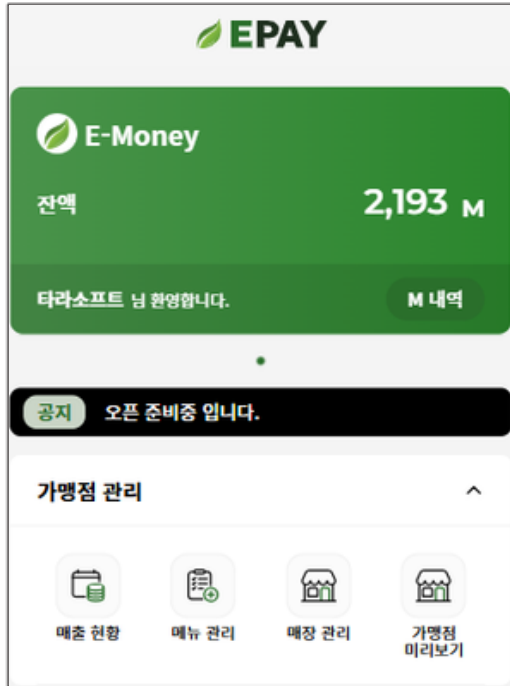 EPAY
E-Money
잔액 2,193 M
타라소프트 님 환영합니다. M 내역
공지 오픈 준비중 입니다.
가맹점 관리
매출 현황 메뉴 관리 매장 관리 가맹점
미리보기